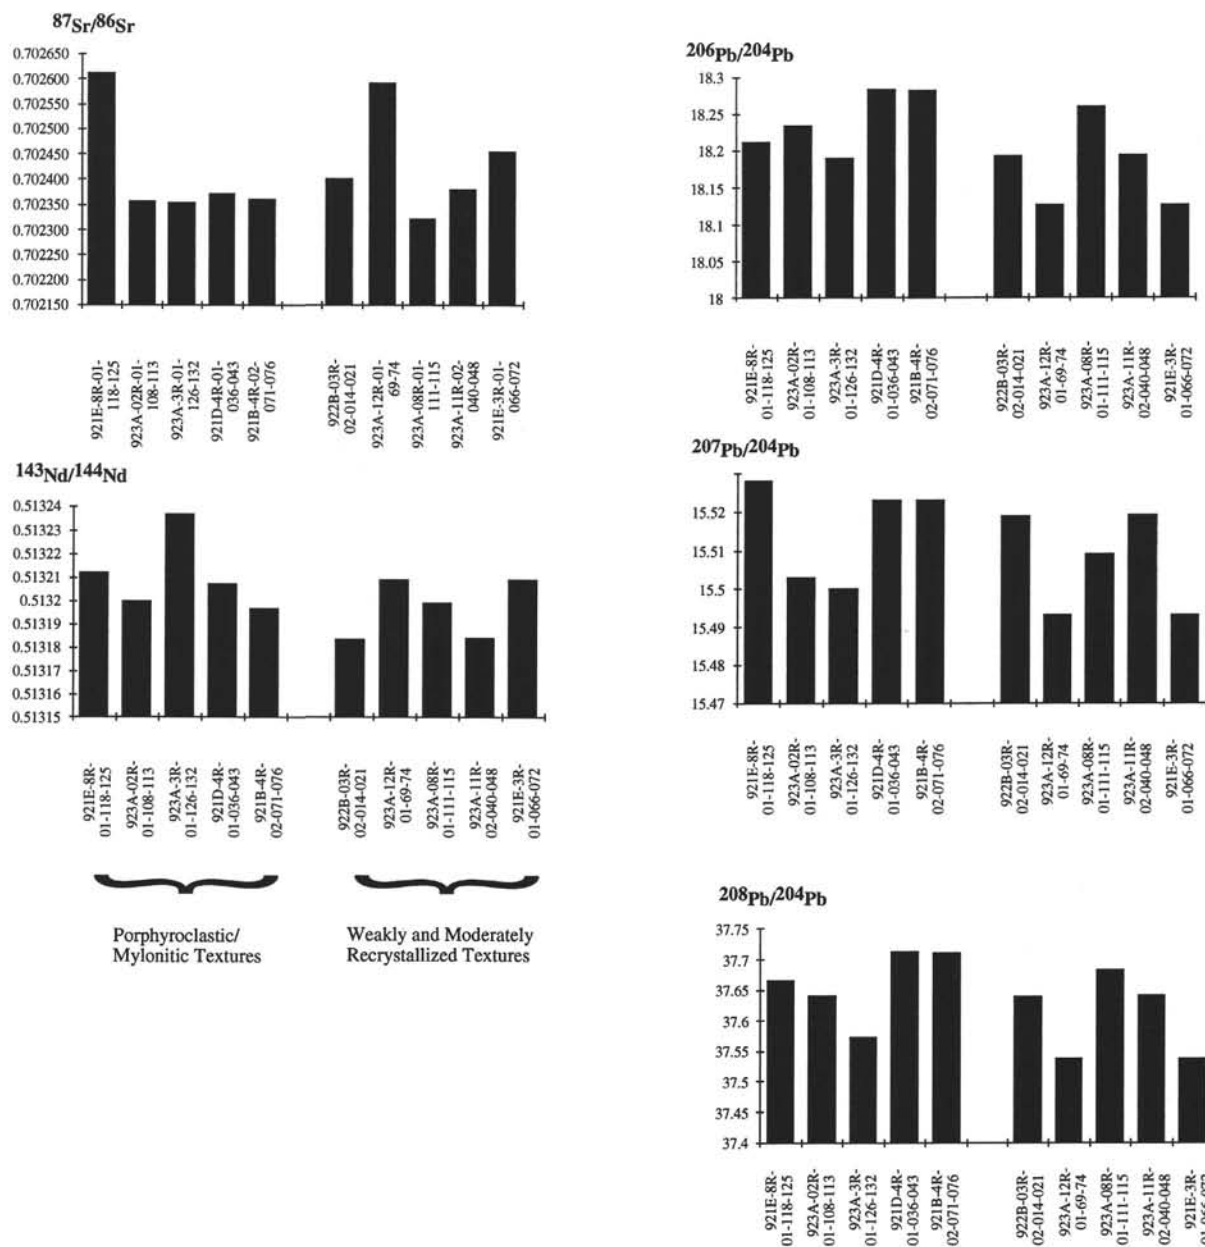 87Sr/86Sr
0.702650
0.702600
0.702550
0.702500
0.702450
0.702400
0.702350
0.702300
0.702250
0.702200
0.702150
921E-8R-01-
118-125
923A-02R-01-
108-113
923A-3R-01-
126-132
921D-4R-01-
036-043
921B-4R-02-
071-076
922B-03R-
02-014-021
923A-12R-01-
69-74
923A-08R-01-
111-115
923A-11R-02-
040-048
921E-3R-01-
066-072
143Nd/144Nd
0.51324
0.51323
0.51322
0.51321
0.5132
0.51319
0.51318
0.51317
0.51316
0.51315
921E-8R-
01-118-125
923A-02R-
01-108-113
923A-3R-
01-126-132
921D-4R-
01-036-043
921B-4R-
02-071-076
922B-03R-
02-014-021
923A-12R-
01-69-74
923A-08R-
01-111-115
923A-11R-
02-040-048
921E-3R-
01-066-072
Porphyroclastic/
Mylonitic Textures
Weakly and Moderately
Recrystallized Textures
206Pb/204Pb
18.3
18.25
18.2
18.15
18.1
18.05
18
921E-8R-
01-118-125
923A-02R-
01-108-113
923A-3R-
01-126-132
921D-4R-
01-036-043
921B-4R-
02-071-076
922B-03R-
02-014-021
923A-12R-
01-69-74
923A-08R-
01-111-115
923A-11R-
02-040-048
921E-3R-
01-066-072
207Pb/204Pb
15.52
15.51
15.5
15.49
15.48
15.47
921E-8R-
01-118-125
923A-02R-
01-108-113
923A-3R-
01-126-132
921D-4R-
01-036-043
921B-4R-
02-071-076
922B-03R-
02-014-021
923A-12R-
01-69-74
923A-08R-
01-111-115
923A-11R-
02-040-048
921E-3R-
01-066-072
208Pb/204Pb
37.75
37.7
37.65
37.6
37.55
37.5
37.45
37.4
921E-8R-
01-118-125
923A-02R-
01-108-113
923A-3R-
01-126-132
921D-4R-
01-036-043
921B-4R-
02-071-076
922B-03R-
02-014-021
923A-12R-
01-69-74
923A-08R-
01-111-115
923A-11R-
02-040-048
921E-3R-